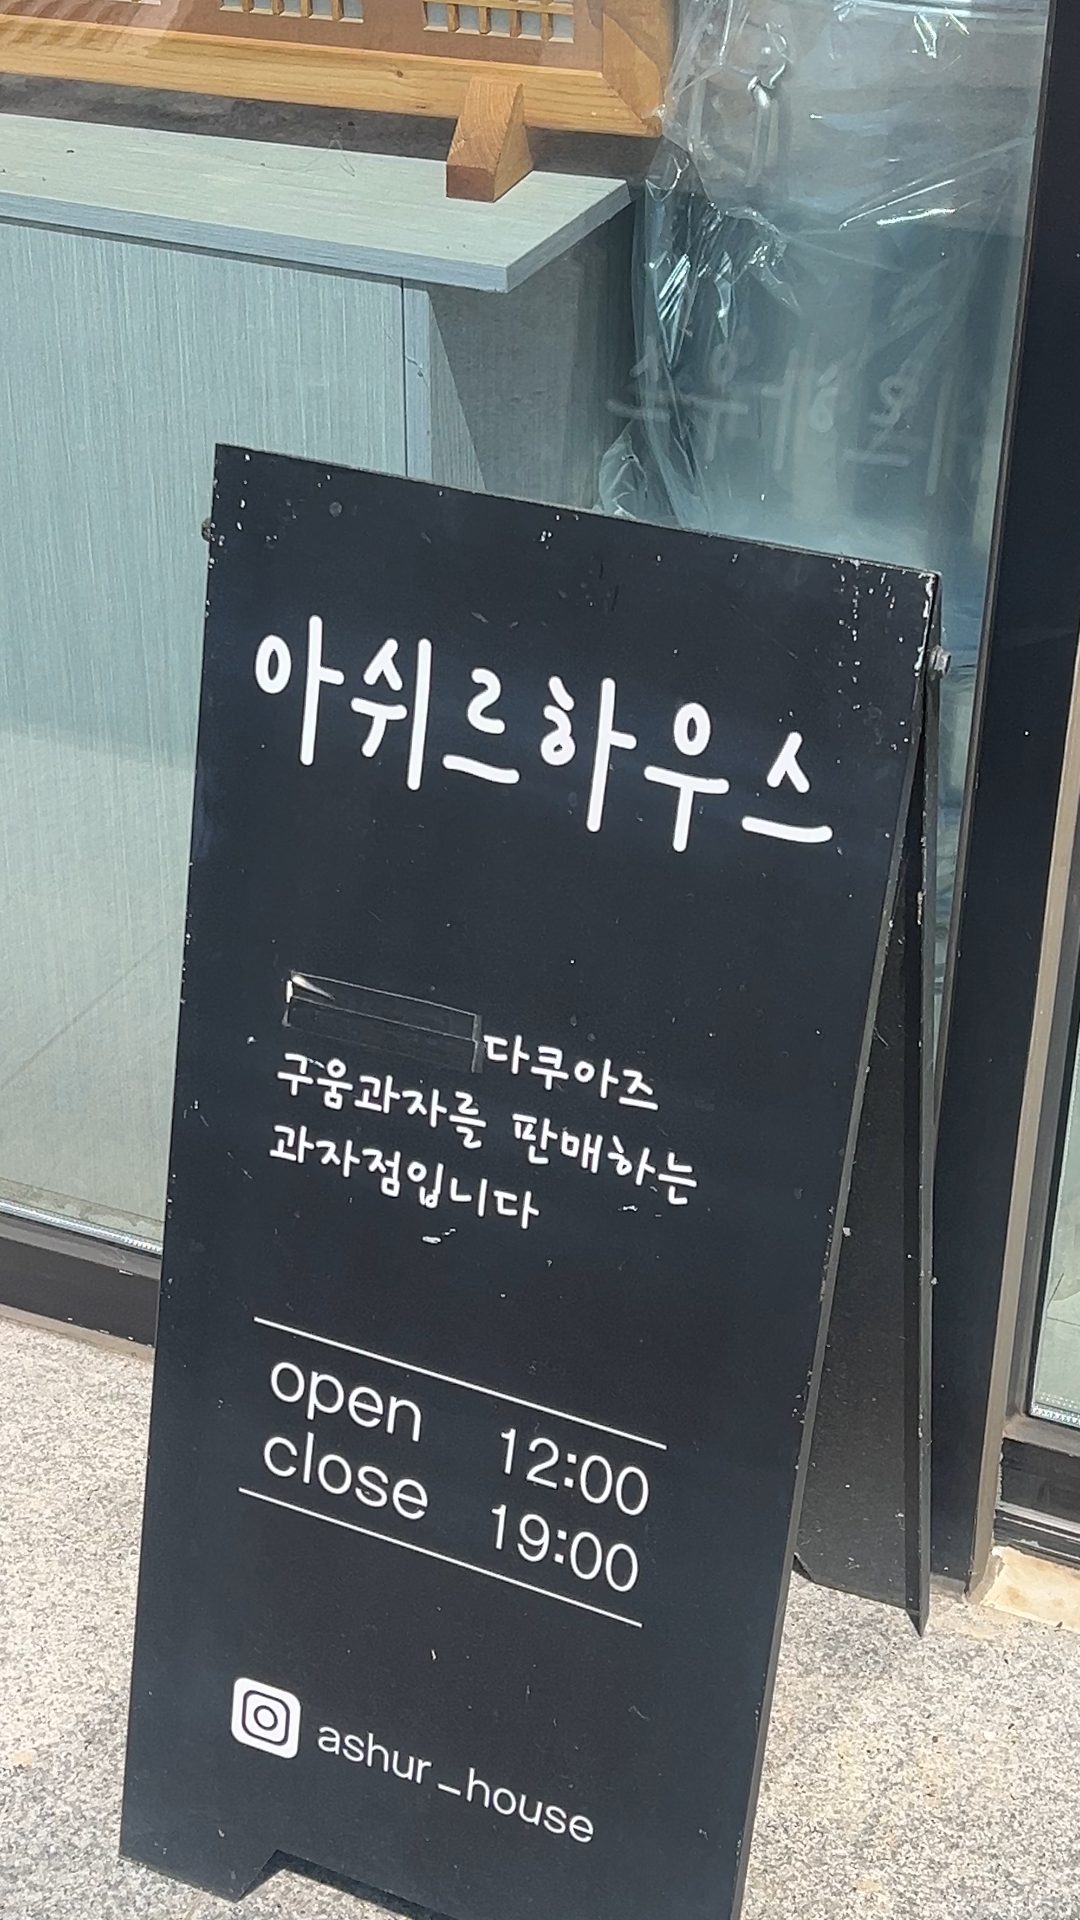 아쉬르하우스
다쿠아즈
구움과자를 판매하는
과자점입니다
open 12:00
close 19:00
ashur_house